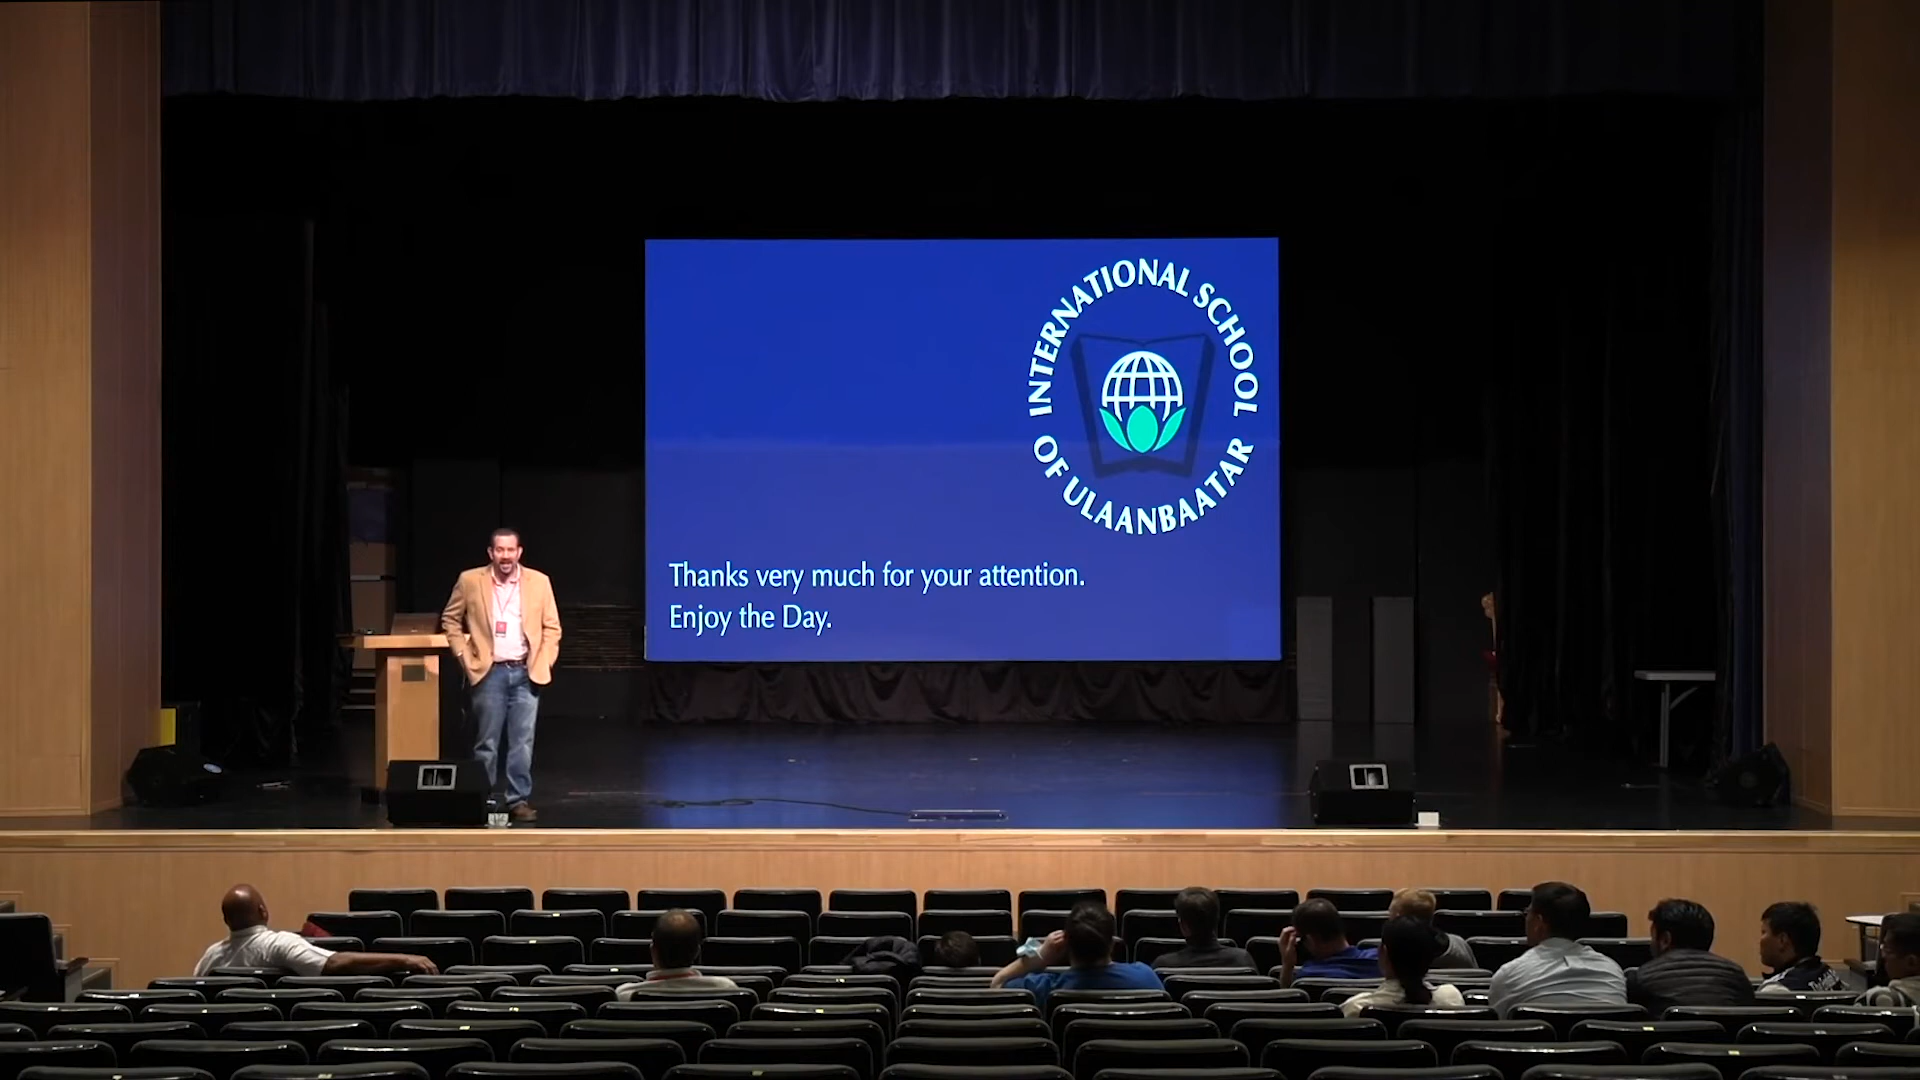 INTERNATIONAL SCHOOL
OF ULAANBAATAR
Thanks very much for your attention.
Enjoy the Day.